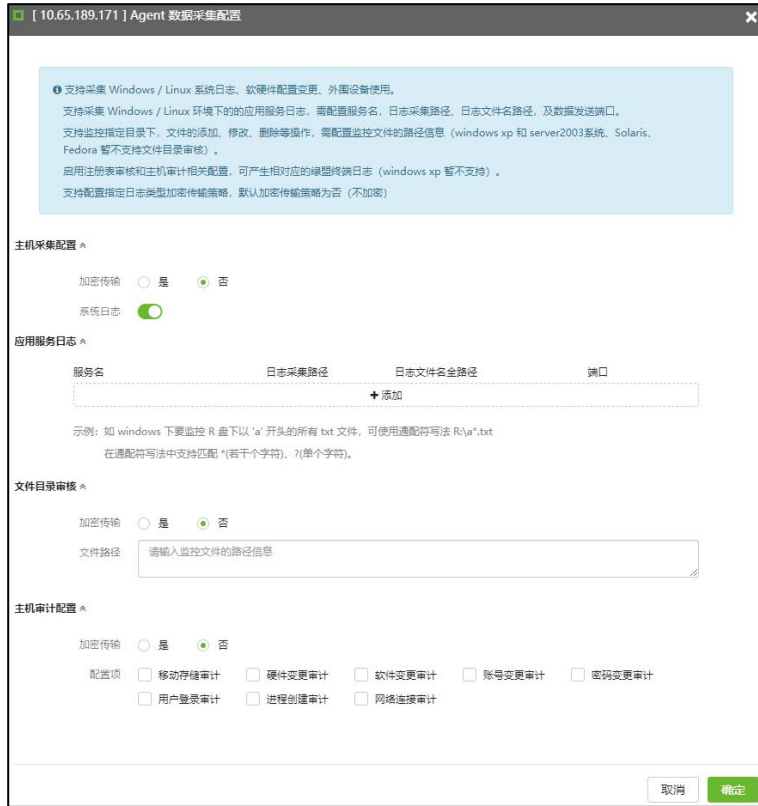 [ 10.65.189.171 ] Agent 数据采集配置
支持采集 Windows / Linux 系统日志、软硬件配置变更、外围设备使用。
支持采集 Windows / Linux 环境下的的应用服务日志，需配置服务名，日志采集路径、日志文件名路径，及数据发送端口。
支持监控指定目录下，文件的添加、修改、删除等操作，需配置监控文件的路径信息（windows xp 和 server2003系统、Solaris、
Fedora 暂不支持文件目录审核）。
启用注册表审核和主机审计相关配置，可产生相对应的绿盟终端日志（windows xp 暂不支持）。
支持配置指定日志类型加密传输策略，默认加密传输策略为否（不加密）
主机采集配置
加密传输 是 否
系统日志
应用服务日志
服务名 日志采集路径 日志文件名全路径 端口
+ 添加
示例：如 windows 下要监控 R 盘下以 'a' 开头的所有 txt 文件，可使用通配符写法 R:\a*.txt
在通配符写法中支持匹配 *(若干个字符)、?(单个字符)。
文件目录审核
加密传输 是 否
文件路径 请输入监控文件的路径信息
主机审计配置
加密传输 是 否
配置项 移动存储审计 硬件变更审计 软件变更审计 账号变更审计 密码变更审计
用户登录审计 进程创建审计 网络连接审计
取消 确定